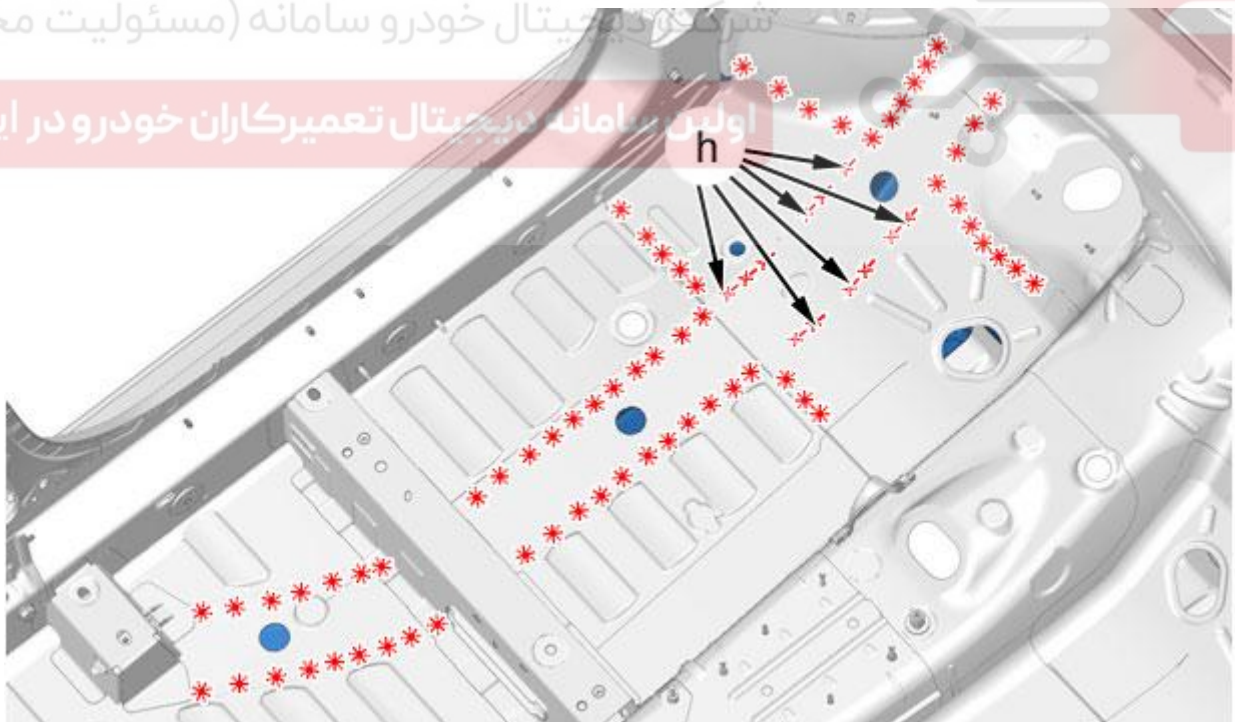 شرکت دیجیتال خودرو سامانه (مسئولیت
اولین سامانه دیجیتال تعمیرکاران خودرو در
h